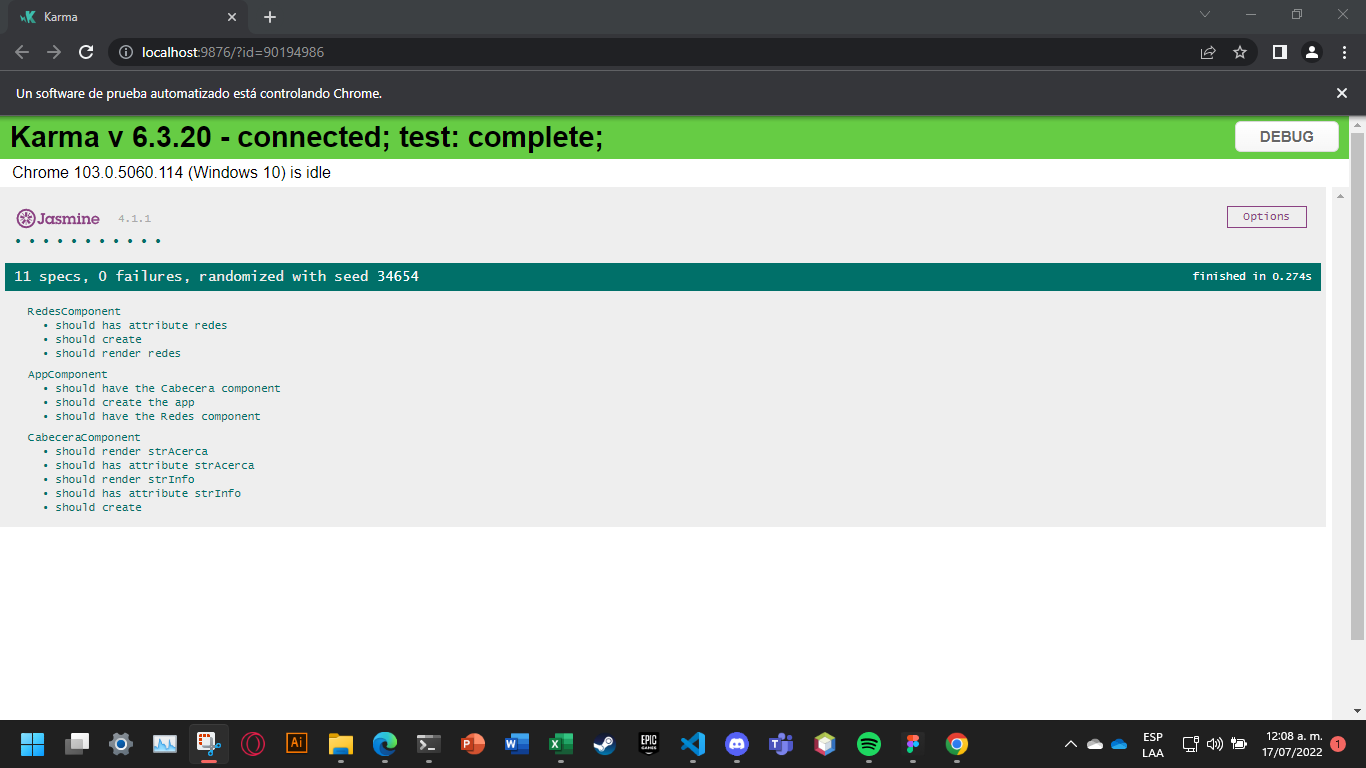 Karma
localhost:9876/?id=90194986
Un software de prueba automatizado está controlando Chrome.
Karma v 6.3.20 - connected; test: complete;
DEBUG
Chrome 103.0.5060.114 (Windows 10) is idle
Jasmine 4.1.1
Options
• • • • • • • • • • •
11 specs, 0 failures, randomized with seed 34654
finished in 0.274s
RedesComponent
• should has attribute redes
• should create
• should render redes
AppComponent
• should have the Cabecera component
• should create the app
• should have the Redes component
CabeceraComponent
• should render strAcerca
• should has attribute strAcerca
• should render strInfo
• should has attribute strInfo
• should create
Ai
P
W
X
EPIC
GAMES
ESP
LAA
12:08 a. m.
17/07/2022
1